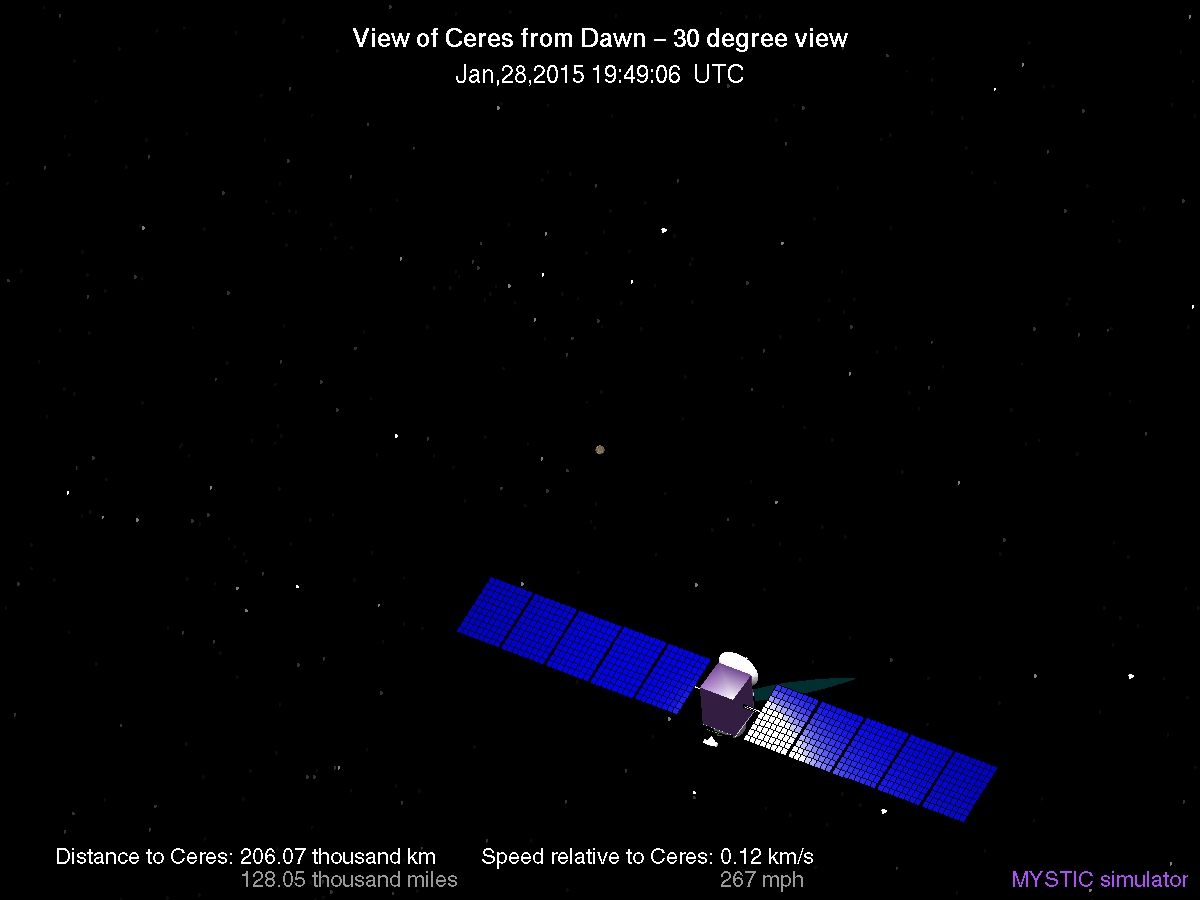 View of Ceres from Dawn – 30 degree view
Jan,28,2015 19:49:06 UTC
Distance to Ceres: 206.07 thousand km
128.05 thousand miles
Speed relative to Ceres: 0.12 km/s
267 mph
MYSTIC simulator